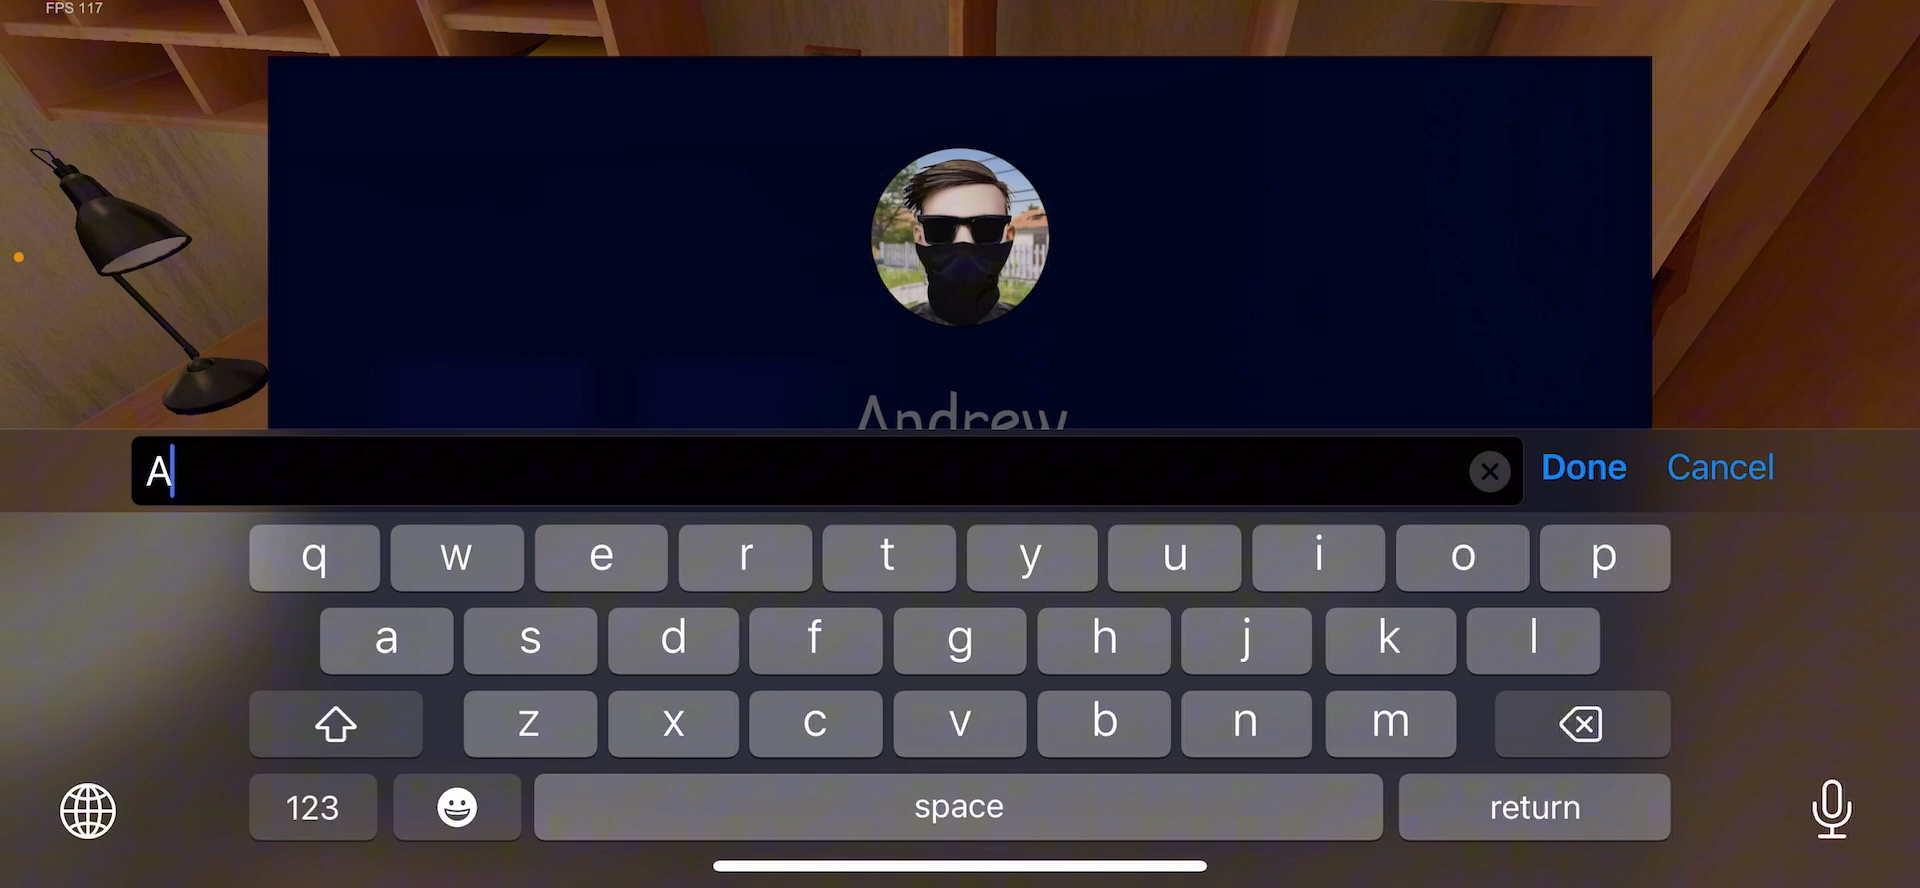 FPS 117
Andrew
A
Done Cancel
q w e r t y u i o p
a s d f g h j k l
z x c v b n m
123 space return